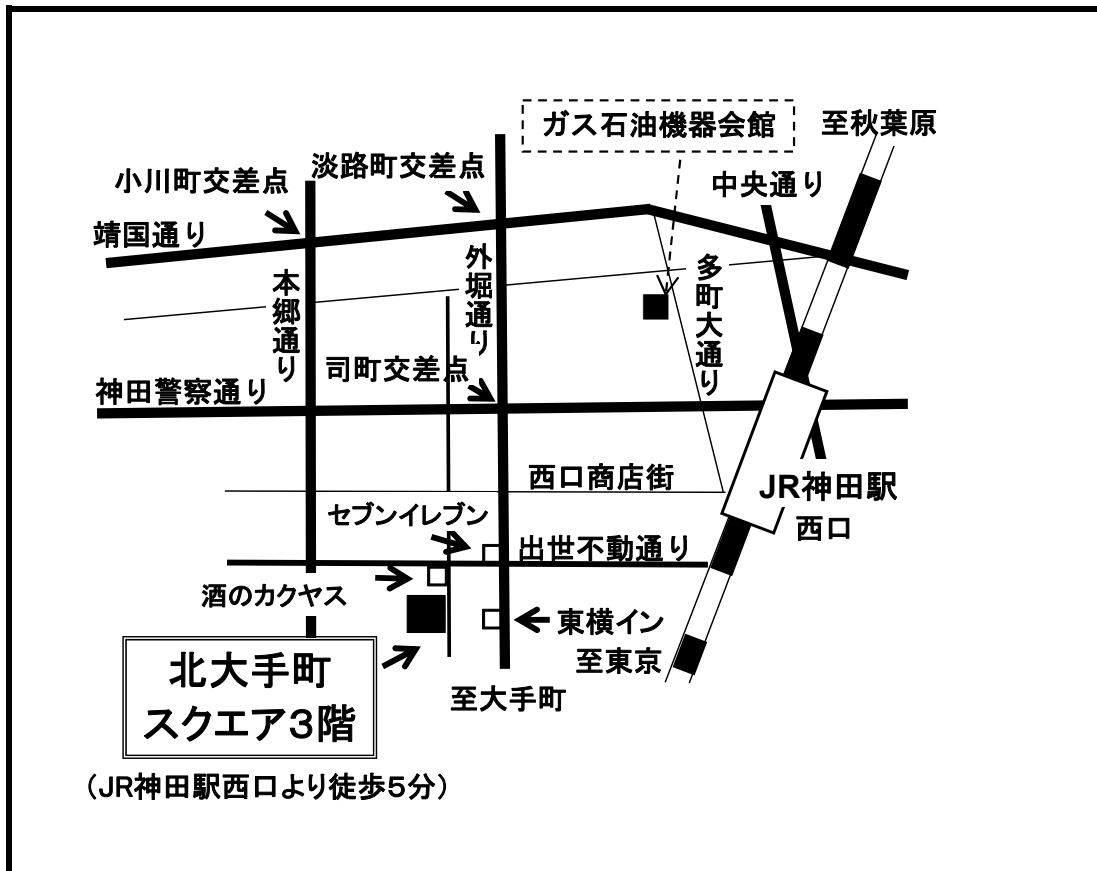 ガス石油機器会館
至秋葉原
淡路町交差点
小川町交差点
中央通り
靖国通り
外堀通り
多町大通り
本郷通り
司町交差点
神田警察通り
西口商店街
JR神田駅
西口
セブンイレブン
出世不動通り
酒のカクヤス
東横イン
至東京
北大手町
スクエア3階
至大手町
（JR神田駅西口より徒歩5分）